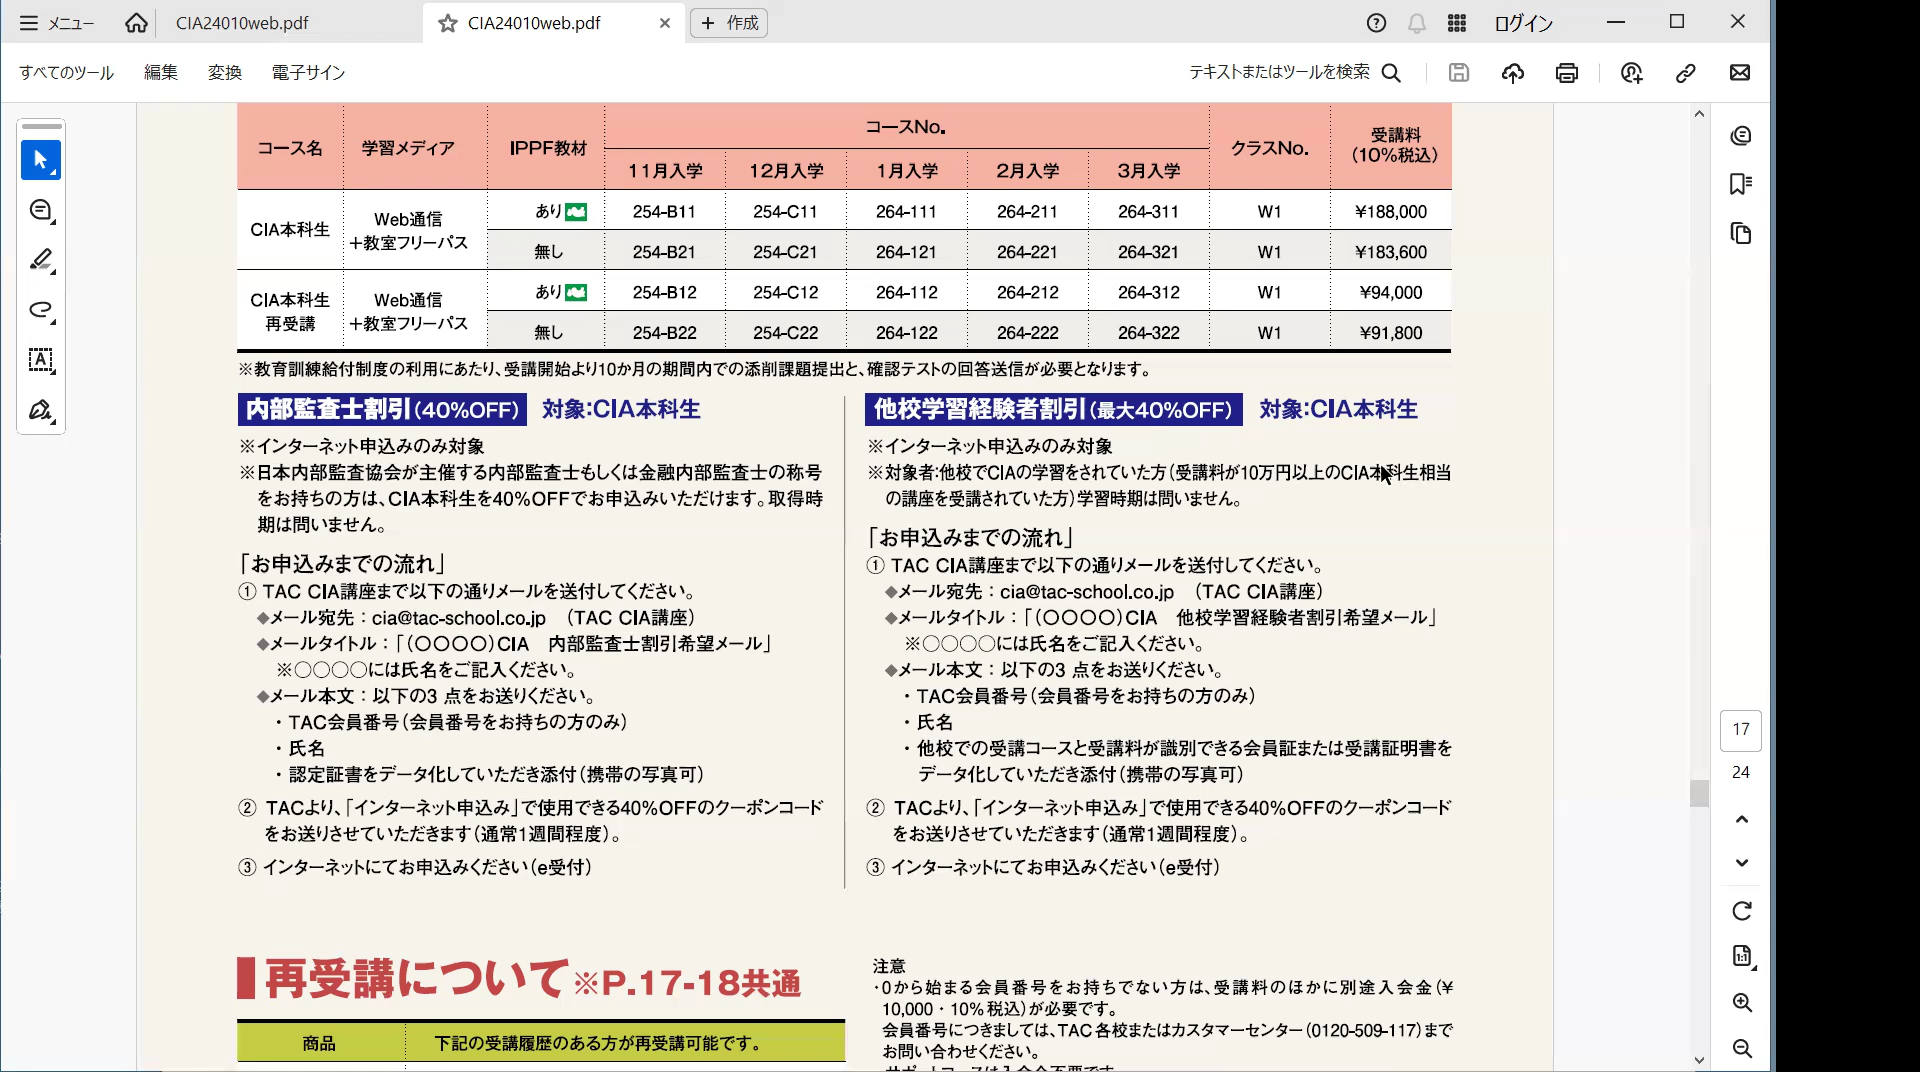 メニュー
CIA24010web.pdf
CIA24010web.pdf
作成
ログイン
すべてのツール
編集
変換
電子サイン
テキストまたはツールを検索
コース名
学習メディア
IPPF教材
コースNo.
クラスNo.
受講料
(10%税込)
11月入学
12月入学
1月入学
2月入学
3月入学
CIA本科生
Web通信
+教室フリーパス
あり
254-B11
254-C11
264-111
264-211
264-311
W1
¥188,000
無し
254-B21
254-C21
264-121
264-221
264-321
W1
¥183,600
CIA本科生
再受講
Web通信
+教室フリーパス
あり
254-B12
254-C12
264-112
264-212
264-312
W1
¥94,000
無し
254-B22
254-C22
264-122
264-222
264-322
W1
¥91,800
※教育訓練給付制度の利用にあたり、受講開始より10か月の期間内での添削課題提出と、確認テストの回答送信が必要となります。
内部監査士割引(40%OFF) 対象:CIA本科生
※インターネット申込みのみ対象
※日本内部監査協会が主催する内部監査士もしくは金融内部監査士の称号
をお持ちの方は、CIA本科生を40%OFFでお申込みいただけます。取得時
期は問いません。
「お申込みまでの流れ」
① TAC CIA講座まで以下の通りメールを送付してください。
◆メール宛先：cia@tac-school.co.jp （TAC CIA講座）
◆メールタイトル：「(〇〇〇〇)CIA 内部監査士割引希望メール」
※〇〇〇〇には氏名をご記入ください。
◆メール本文：以下の3 点をお送りください。
・TAC会員番号(会員番号をお持ちの方のみ)
・氏名
・認定証書をデータ化していただき添付(携帯の写真可)
② TACより、「インターネット申込み」で使用できる40%OFFのクーポンコード
をお送りさせていただきます(通常1週間程度)。
③ インターネットにてお申込みください(e受付)
他校学習経験者割引(最大40%OFF) 対象:CIA本科生
※インターネット申込みのみ対象
※対象者:他校でCIAの学習をされていた方(受講料が10万円以上のCIA本科生相当
の講座を受講されていた方)学習時期は問いません。
「お申込みまでの流れ」
① TAC CIA講座まで以下の通りメールを送付してください。
◆メール宛先：cia@tac-school.co.jp （TAC CIA講座）
◆メールタイトル：「(〇〇〇〇)CIA 他校学習経験者割引希望メール」
※〇〇〇〇には氏名をご記入ください。
◆メール本文：以下の3 点をお送りください。
・TAC会員番号(会員番号をお持ちの方のみ)
・氏名
・他校での受講コースと受講料が識別できる会員証または受講証明書を
データ化していただき添付(携帯の写真可)
② TACより、「インターネット申込み」で使用できる40%OFFのクーポンコード
をお送りさせていただきます(通常1週間程度)。
③ インターネットにてお申込みください(e受付)
再受講について※P.17-18共通
商品
下記の受講履歴のある方が再受講可能です。
注意
・0から始まる会員番号をお持ちでない方は、受講料のほかに別途入会金(¥
10,000・10%税込)が必要です。
会員番号につきましては、TAC各校またはカスタマーセンター(0120-509-117)まで
お問い合わせください。
17
24